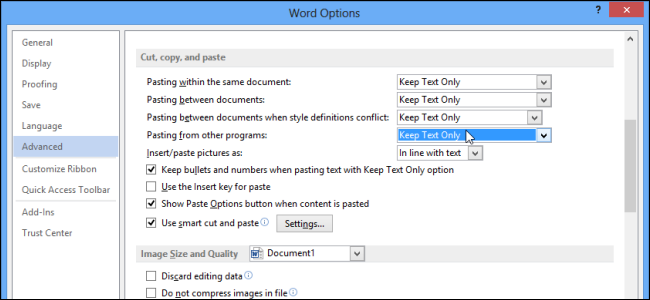 Word Options
? ×
General
Display
Proofing
Save
Language
Advanced
Customize Ribbon
Quick Access Toolbar
Add-Ins
Trust Center
Cut, copy, and paste
Pasting within the same document: Keep Text Only
Pasting between documents: Keep Text Only
Pasting between documents when style definitions conflict: Keep Text Only
Pasting from other programs: Keep Text Only
Insert/paste pictures as: In line with text
Keep bullets and numbers when pasting text with Keep Text Only option
Use the Insert key for paste
Show Paste Options button when content is pasted
Use smart cut and paste Settings...
Image Size and Quality Document1
Discard editing data
Do not compress images in file